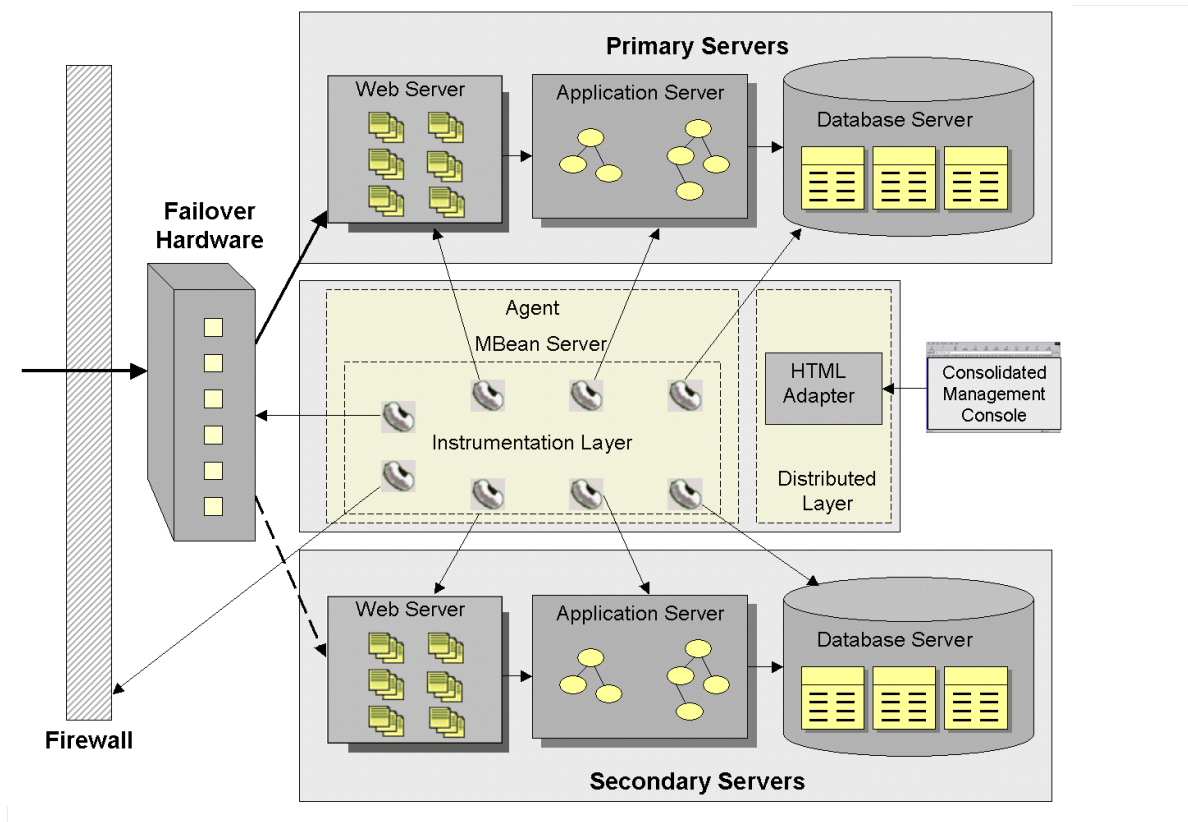 Primary Servers
Web Server
Application Server
Database Server
Failover
Hardware
Agent
MBean Server
HTML
Adapter
Consolidated
Management
Console
Instrumentation Layer
Distributed
Layer
Web Server
Application Server
Database Server
Firewall
Secondary Servers